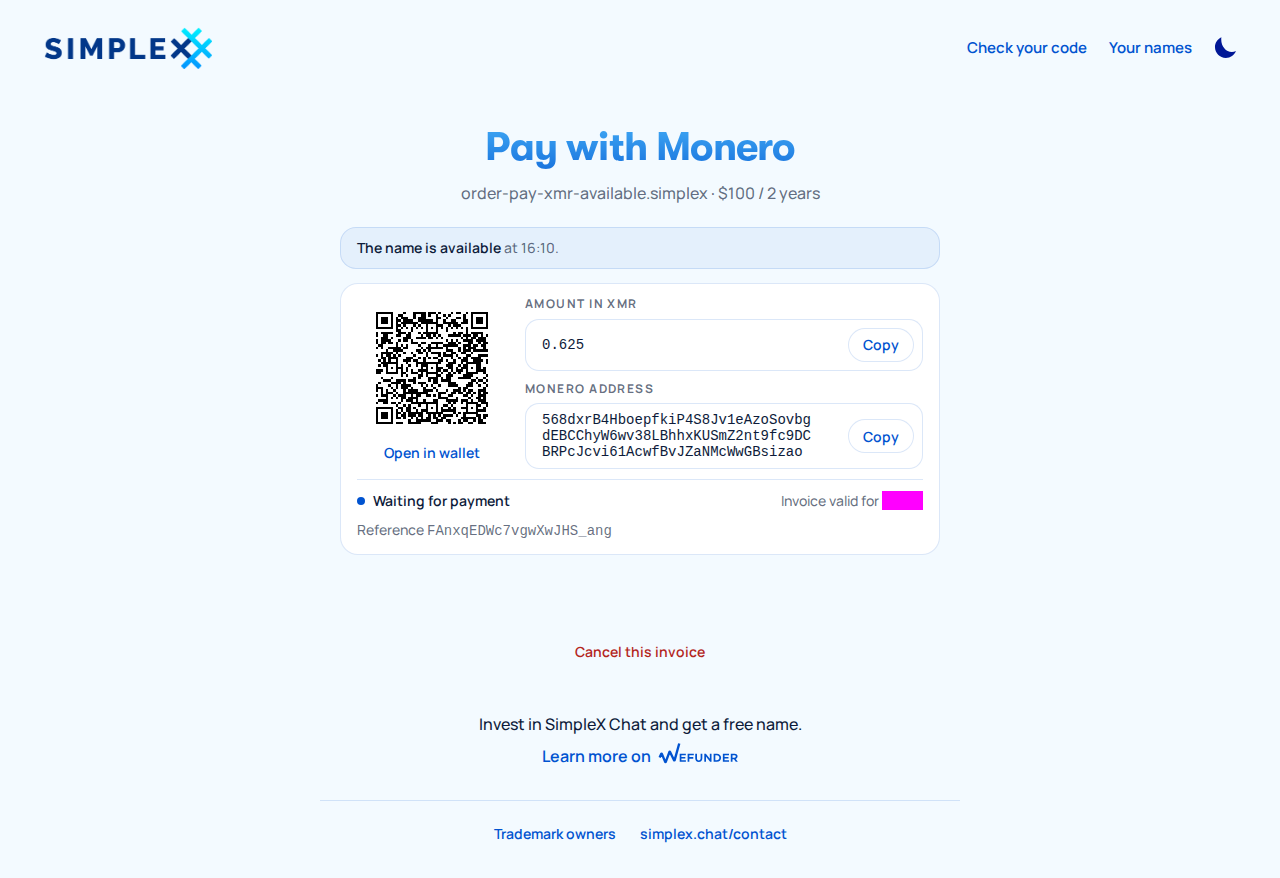 SIMPLEX
Check your code
Your names
Pay with Monero
order-pay-xmr-available.simplex · $100 / 2 years
The name is available at 16:10.
AMOUNT IN XMR
0.625
Copy
MONERO ADDRESS
568dxrB4HboepfkiP4S8Jv1eAzoSovbg
dEBCChyW6wv38LBhhxKUSmZ2nt9fc9DC
BRPcJcvi61AcwfBvJZaNMcWwGBsizao
Copy
Open in wallet
Waiting for payment
Invoice valid for
Reference FAnxqEDWc7vgwXwJHS_ang
Cancel this invoice
Invest in SimpleX Chat and get a free name.
Learn more on WEFUNDER
Trademark owners
simplex.chat/contact